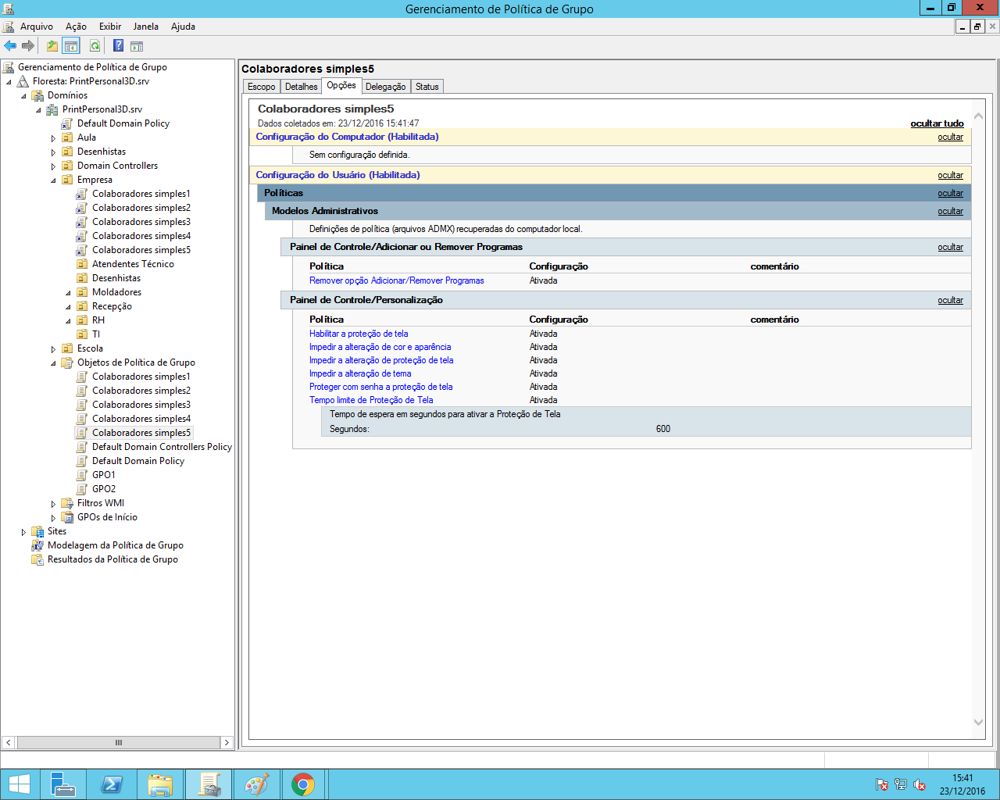 Gerenciamento de Política de Grupo
Arquivo Ação Exibir Janela Ajuda
Gerenciamento de Política de Grupo
Floresta: PrintPersonal3D.srv
Domínios
PrintPersonal3D.srv
Default Domain Policy
Aula
Desenhistas
Domain Controllers
Empresa
Colaboradores simples1
Colaboradores simples2
Colaboradores simples3
Colaboradores simples4
Colaboradores simples5
Atendentes Técnico
Desenhistas
Moldadores
Recepção
RH
TI
Escola
Objetos de Política de Grupo
Colaboradores simples1
Colaboradores simples2
Colaboradores simples3
Colaboradores simples4
Colaboradores simples5
Default Domain Controllers Policy
Default Domain Policy
GPO1
GPO2
Filtros WMI
GPOs de Início
Sites
Modelagem da Política de Grupo
Resultados da Política de Grupo
Colaboradores simples5
Escopo Detalhes Opções Delegação Status
Colaboradores simples5
Dados coletados em: 23/12/2016 15:41:47 ocultar tudo
Configuração do Computador (Habilitada) ocultar
Sem configuração definida.
Configuração do Usuário (Habilitada) ocultar
Políticas ocultar
Modelos Administrativos ocultar
Definições de política (arquivos ADMX) recuperadas do computador local.
Painel de Controle/Adicionar ou Remover Programas ocultar
Política Configuração comentário
Remover opção Adicionar/Remover Programas Ativada
Painel de Controle/Personalização ocultar
Política Configuração comentário
Habilitar a proteção de tela Ativada
Impedir a alteração de cor e aparência Ativada
Impedir a alteração de proteção de tela Ativada
Impedir a alteração de tema Ativada
Proteger com senha a proteção de tela Ativada
Tempo limite de Proteção de Tela Ativada
Tempo de espera em segundos para ativar a Proteção de Tela
Segundos: 600
15:41
23/12/2016